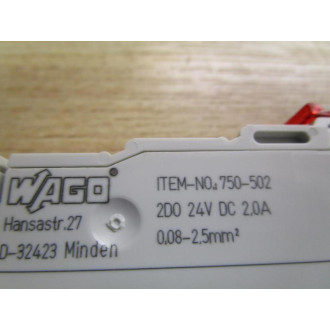 WAGO
Hansastr.27
D-32423 Minden
ITEM-NO.:750-502
2DO 24V DC 2.0A
0,08-2,5mm²